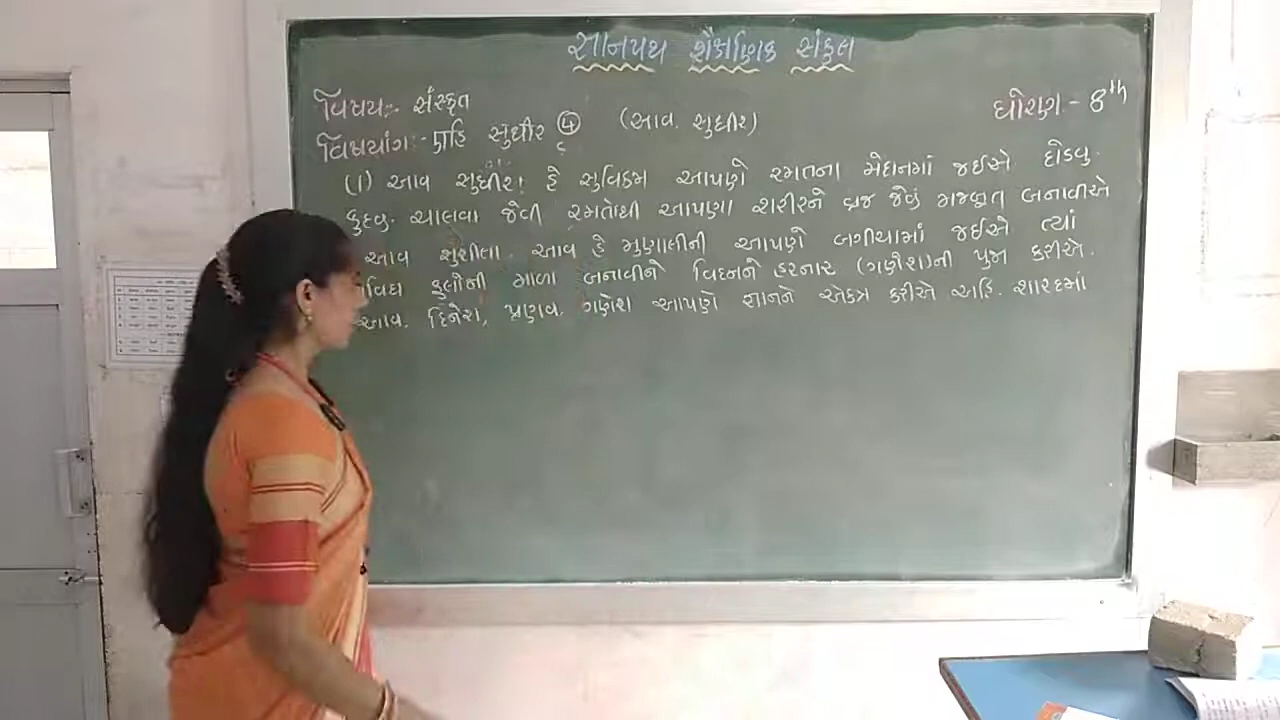 જ્ઞાનપથ શૈક્ષણિક સંકુલ
વિષય:- સંસ્કૃત
ધોરણ - 8th
વિષયાંગ:- એહિ સુધીર ④ (આવ. સુધીર)
(1) આવ સુધીર! હે સુવિક્રમ આપણે રમતના મેદાનમાં જઈએ દોડવુ.
કુદવુ. ચાલવા જેવી રમતોથી આપણા શરીરને વ્રજ જેવું મજબૂત બનાવીએ
આવ સુશીલા. આવ હે મૃણાલીની આપણે બગીચામાં જઈએ ત્યાં
વિધ ફુલોની માળા બનાવીને વિઘ્નને હરનાર (ગણેશ)ની પુજા કરીએ.
આવ. દિનેશ, પ્રણવ. ગણેશ આપણે જ્ઞાનને એકત્ર કરીએ અહિ. શારદામાં